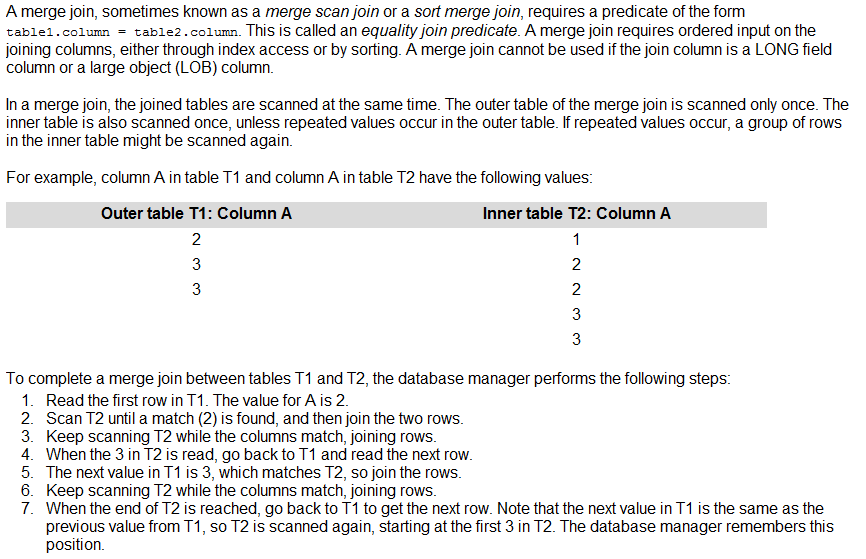 A merge join, sometimes known as a merge scan join or a sort merge join, requires a predicate of the form
table1.column = table2.column. This is called an equality join predicate. A merge join requires ordered input on the
joining columns, either through index access or by sorting. A merge join cannot be used if the join column is a LONG field
column or a large object (LOB) column.
In a merge join, the joined tables are scanned at the same time. The outer table of the merge join is scanned only once. The
inner table is also scanned once, unless repeated values occur in the outer table. If repeated values occur, a group of rows
in the inner table might be scanned again.
For example, column A in table T1 and column A in table T2 have the following values:
Outer table T1: Column A Inner table T2: Column A
2 1
3 2
3 2
3
3
To complete a merge join between tables T1 and T2, the database manager performs the following steps:
1. Read the first row in T1. The value for A is 2.
2. Scan T2 until a match (2) is found, and then join the two rows.
3. Keep scanning T2 while the columns match, joining rows.
4. When the 3 in T2 is read, go back to T1 and read the next row.
5. The next value in T1 is 3, which matches T2, so join the rows.
6. Keep scanning T2 while the columns match, joining rows.
7. When the end of T2 is reached, go back to T1 to get the next row. Note that the next value in T1 is the same as the
previous value from T1, so T2 is scanned again, starting at the first 3 in T2. The database manager remembers this
position.